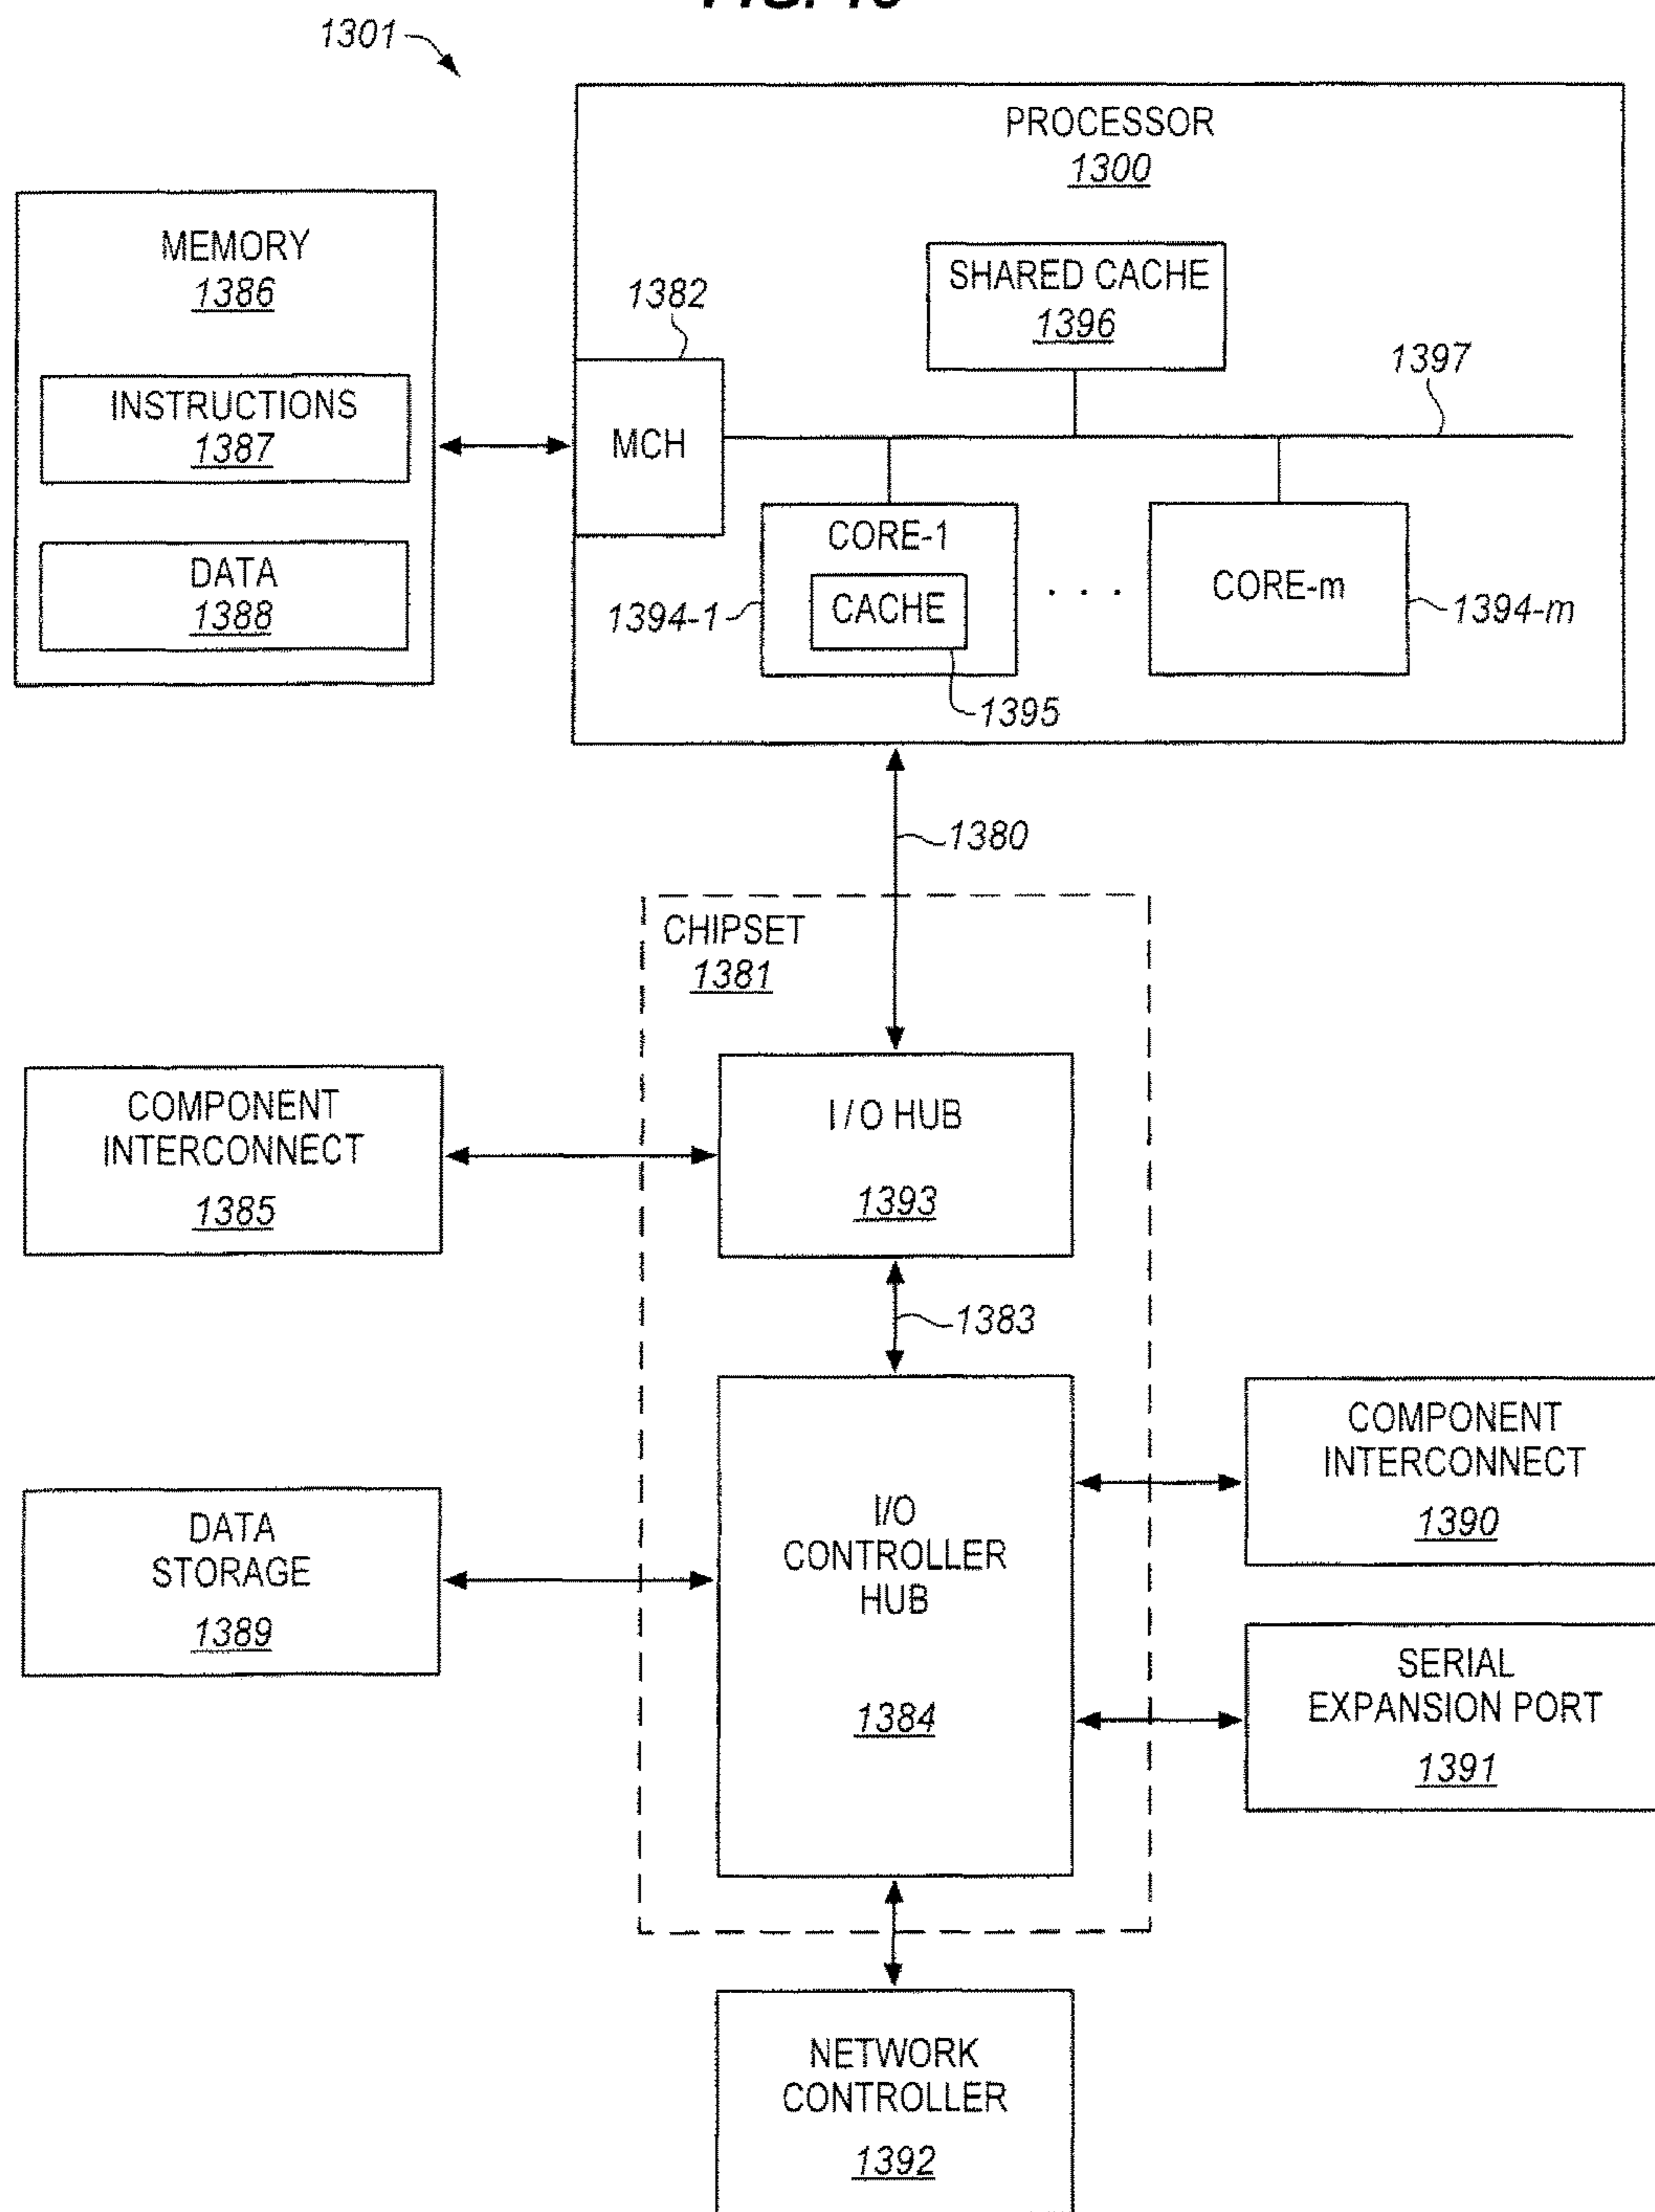 1301
PROCESSOR
1300
MEMORY
1386
INSTRUCTIONS
1387
DATA
1388
1382
MCH
SHARED CACHE
1396
1397
CORE-1
CACHE
1394-1
1395
. . .
CORE-m
1394-m
1380
CHIPSET
1381
COMPONENT
INTERCONNECT
1385
I/O HUB
1393
1383
DATA
STORAGE
1389
I/O
CONTROLLER
HUB
1384
COMPONENT
INTERCONNECT
1390
SERIAL
EXPANSION PORT
1391
NETWORK
CONTROLLER
1392